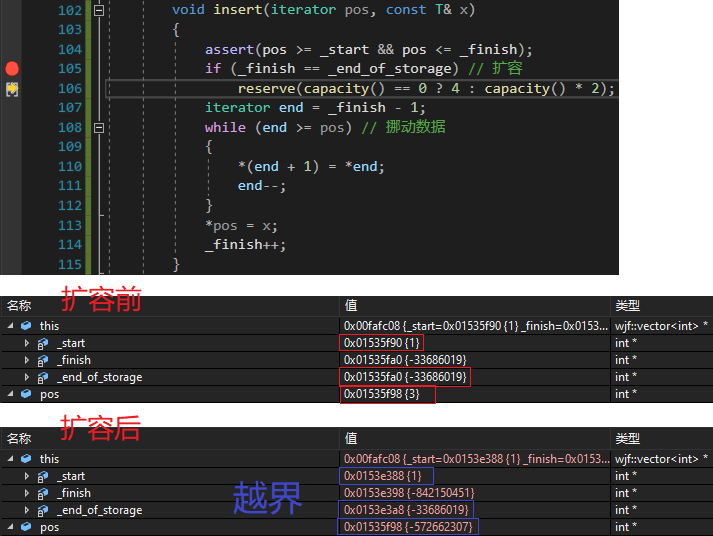 102 void insert(iterator pos, const T& x)
103 {
104 assert(pos >= _start && pos <= _finish);
105 if (_finish == _end_of_storage) // 扩容
106 reserve(capacity() == 0 ? 4 : capacity() * 2);
107 iterator end = _finish - 1;
108 while (end >= pos) // 挪动数据
109 {
110 *(end + 1) = *end;
111 end--;
112 }
113 *pos = x;
114 _finish++;
115 }
扩容前
名称 值 类型
this 0x00fafc08 {_start=0x01535f90 {1} _finish=0x0153... wjf::vector<int> *
_start 0x01535f90 {1} int *
_finish 0x01535fa0 {-33686019} int *
_end_of_storage 0x01535fa0 {-33686019} int *
pos 0x01535f98 {3} int *
扩容后
名称 值 类型
this 0x00fafc08 {_start=0x0153e388 {1} _finish=0x0153... wjf::vector<int> *
_start 0x0153e388 {1} int *
_finish 0x0153e398 {-842150451} int *
_end_of_storage 0x0153e3a8 {-33686019} int *
pos 0x01535f98 {-572662307} int *
越界